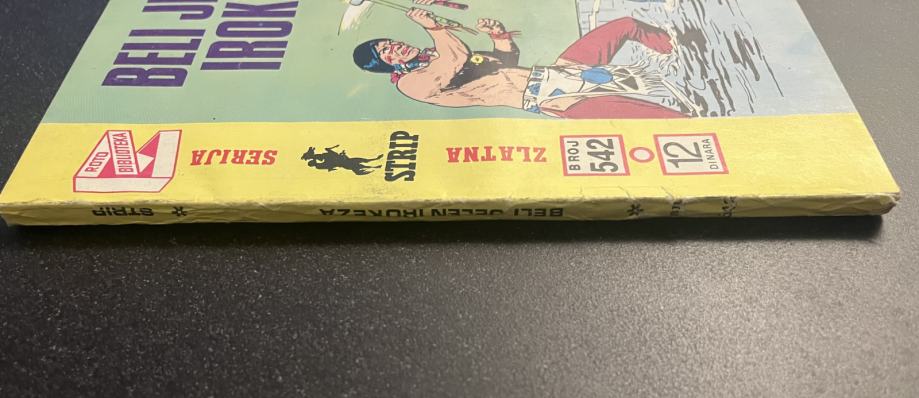 BELI JE
IROK
ROTO
BIBLIOTEKA
SERIJA
STRIP
ZLATNA
BROJ
542
12
DINARA
STRIP * BELI JELEN IROKEZA *